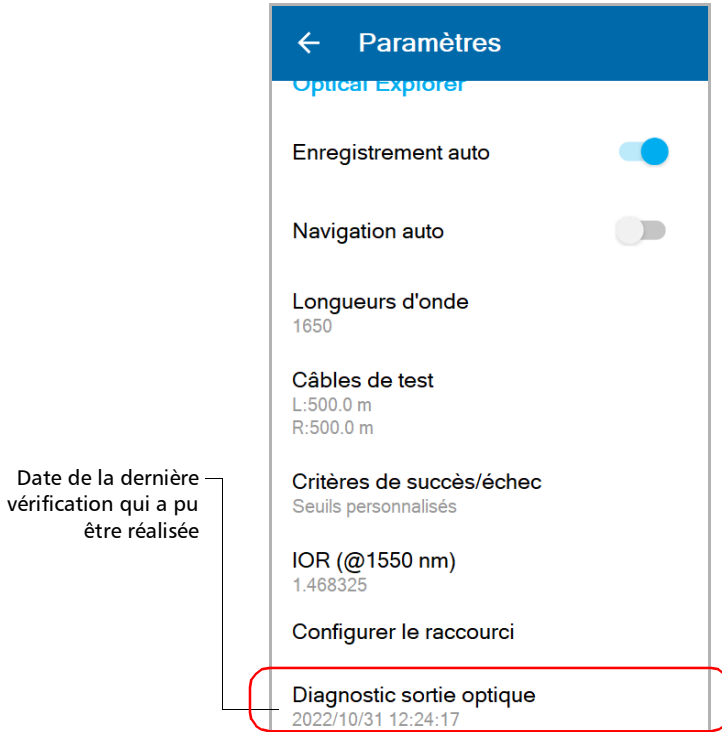 Paramètres
Optical Explorer
Enregistrement auto
Navigation auto
Longueurs d'onde
1650
Câbles de test
L:500.0 m
R:500.0 m
Critères de succès/échec
Seuils personnalisés
IOR (@1550 nm)
1.468325
Configurer le raccourci
Diagnostic sortie optique
2022/10/31 12:24:17
Date de la dernière
vérification qui a pu
être réalisée